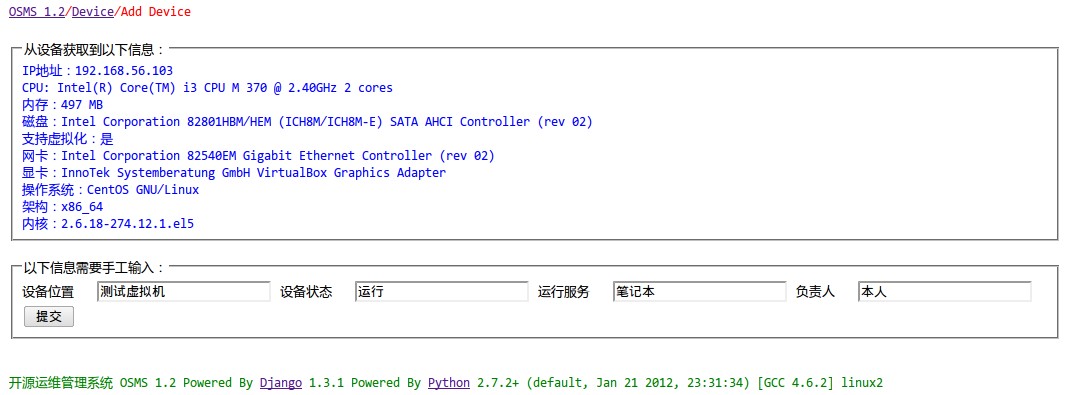 OSMS 1.2/Device/Add Device
从设备获取到以下信息：
IP地址：192.168.56.103
CPU: Intel(R) Core(TM) i3 CPU M 370 @ 2.40GHz 2 cores
内存：497 MB
磁盘：Intel Corporation 82801HBM/HEM (ICH8M/ICH8M-E) SATA AHCI Controller (rev 02)
支持虚拟化：是
网卡：Intel Corporation 82540EM Gigabit Ethernet Controller (rev 02)
显卡：InnoTek Systemberatung GmbH VirtualBox Graphics Adapter
操作系统：CentOS GNU/Linux
架构：x86_64
内核：2.6.18-274.12.1.el5
以下信息需要手工输入：
设备位置 测试虚拟机 设备状态 运行 运行服务 笔记本 负责人 本人
提交
开源运维管理系统 OSMS 1.2 Powered By Django 1.3.1 Powered By Python 2.7.2+ (default, Jan 21 2012, 23:31:34) [GCC 4.6.2] linux2